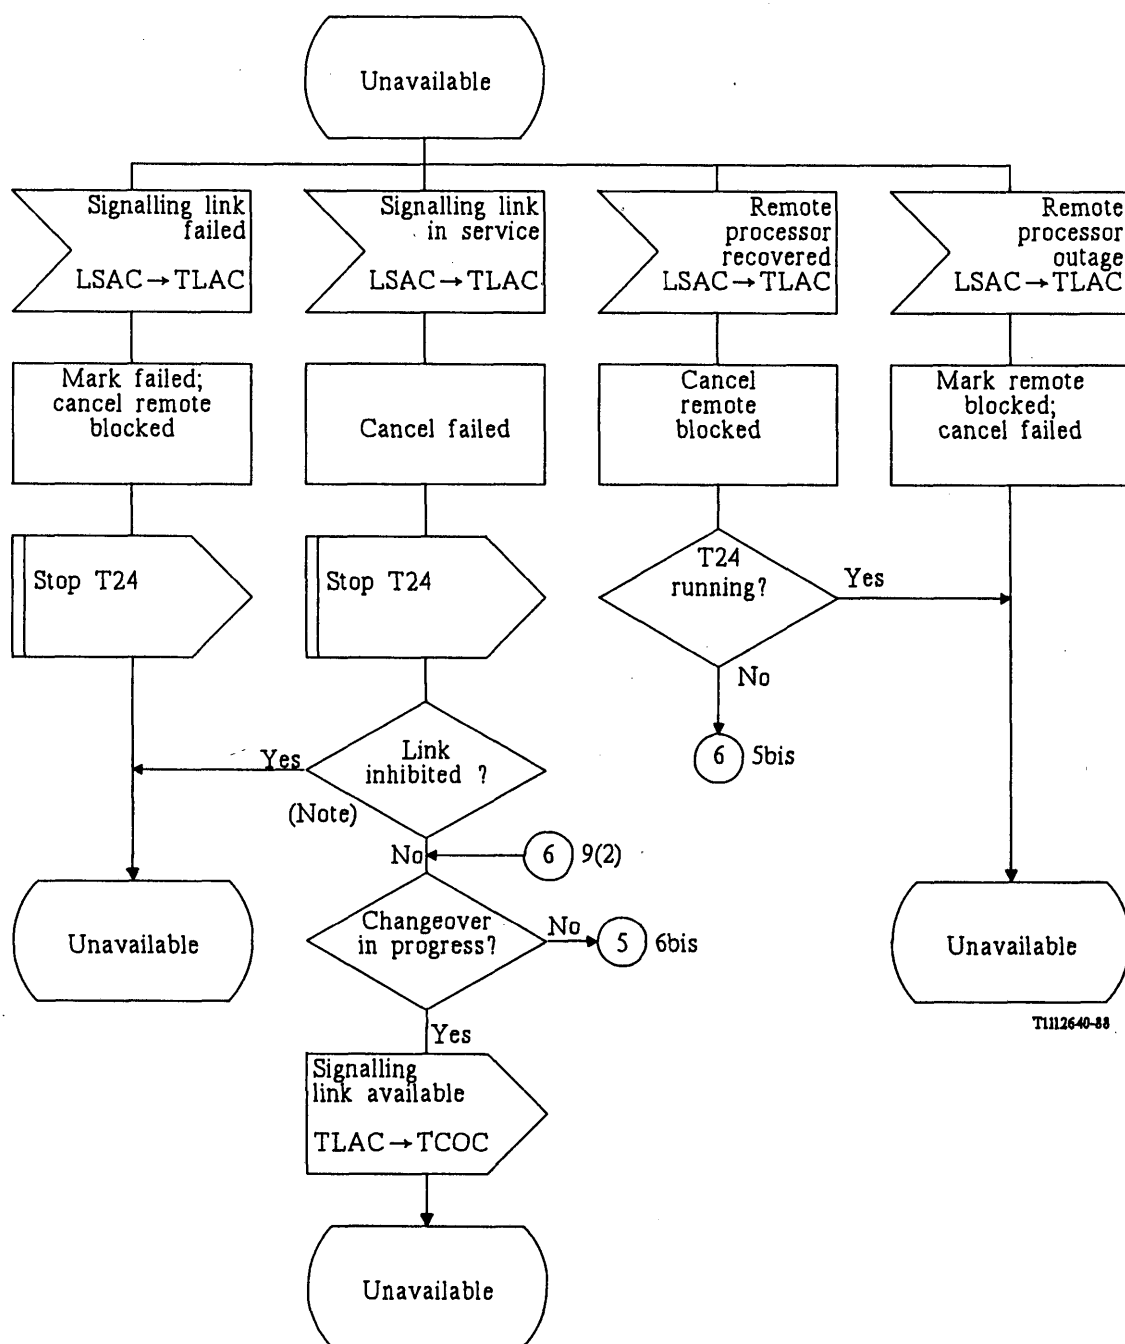 Unavailable
Signalling link
failed
LSAC → TLAC
Signalling link
in service
LSAC → TLAC
Remote
processor
recovered
LSAC → TLAC
Remote
processor
outage
LSAC → TLAC
Mark failed;
cancel remote
blocked
Cancel failed
Cancel
remote
blocked
Mark remote
blocked;
cancel failed
Stop T24
Stop T24
T24
running?
Yes
No
6 5bis
Link
inhibited ?
Yes
(Note)
No
6 9(2)
Changeover
in progress?
No
5 6bis
Yes
Unavailable
Unavailable
T1112640-88
Signalling
link available
TLAC → TCOC
Unavailable